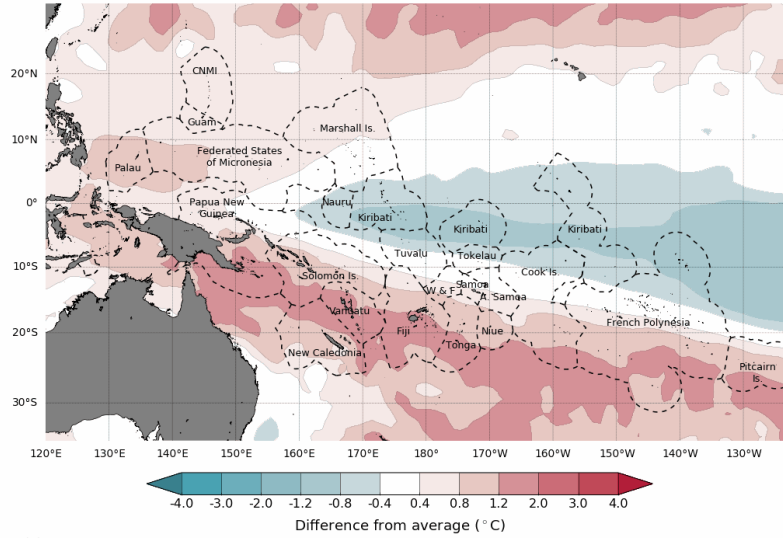 20°N
CNMI
Guam
Marshall Is.
10°N
Federated States
of Micronesia
Palau
Papua New
Guinea
Nauru
0°
Kiribati
Kiribati
Kiribati
Tuvalu
Tokelau
10°S
Solomon Is.
Cook Is.
Samoa
W & F
A. Samoa
Vanuatu
French Polynesia
20°S
Fiji
Niue
Tonga
New Caledonia
Pitcairn
Is.
30°S
120°E 130°E 140°E 150°E 160°E 170°E 180° 170°W 160°W 150°W 140°W 130°W
-4.0 -3.0 -2.0 -1.2 -0.8 -0.4 0.4 0.8 1.2 2.0 3.0 4.0
Difference from average (°C)